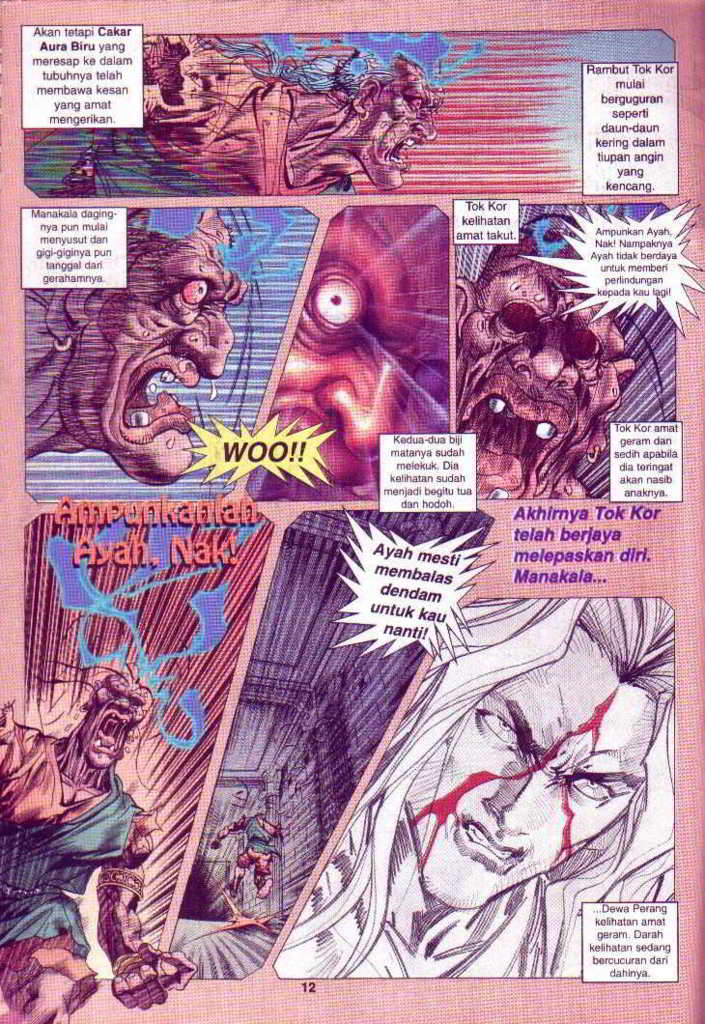 Akan tetapi Cakar
Aura Biru yang
meresap ke dalam
tubuhnya telah
membawa kesan
yang amat
mengerikan.
Rambut Tok Kor
mulai
berguguran
seperti
daun-daun
kering dalam
tiupan angin
yang
kencang.
Manakala daging-
nya pun mulai
menyusut dan
gigi-giginya pun
tanggal dari
gerahamnya.
WOO!!
Kedua-dua biji
matanya sudah
melekuk. Dia
kelihatan sudah
menjadi begitu tua
dan hodoh.
Tok Kor
kelihatan
amat takut.
Ampunkan Ayah,
Nak! Nampaknya
Ayah tidak berdaya
untuk memberi
perlindungan
kepada kau lagi!
Tok Kor amat
geram dan
sedih apabila
dia teringat
akan nasib
anaknya.
Ampunkanlah
Ayah, Nak!
Ayah mesti
membalas
dendam
untuk kau
nanti!
Akhirnya Tok Kor
telah berjaya
melepaskan diri.
Manakala...
...Dewa Perang
kelihatan amat
geram. Darah
kelihatan sedang
bercucuran dari
dahinya.
12